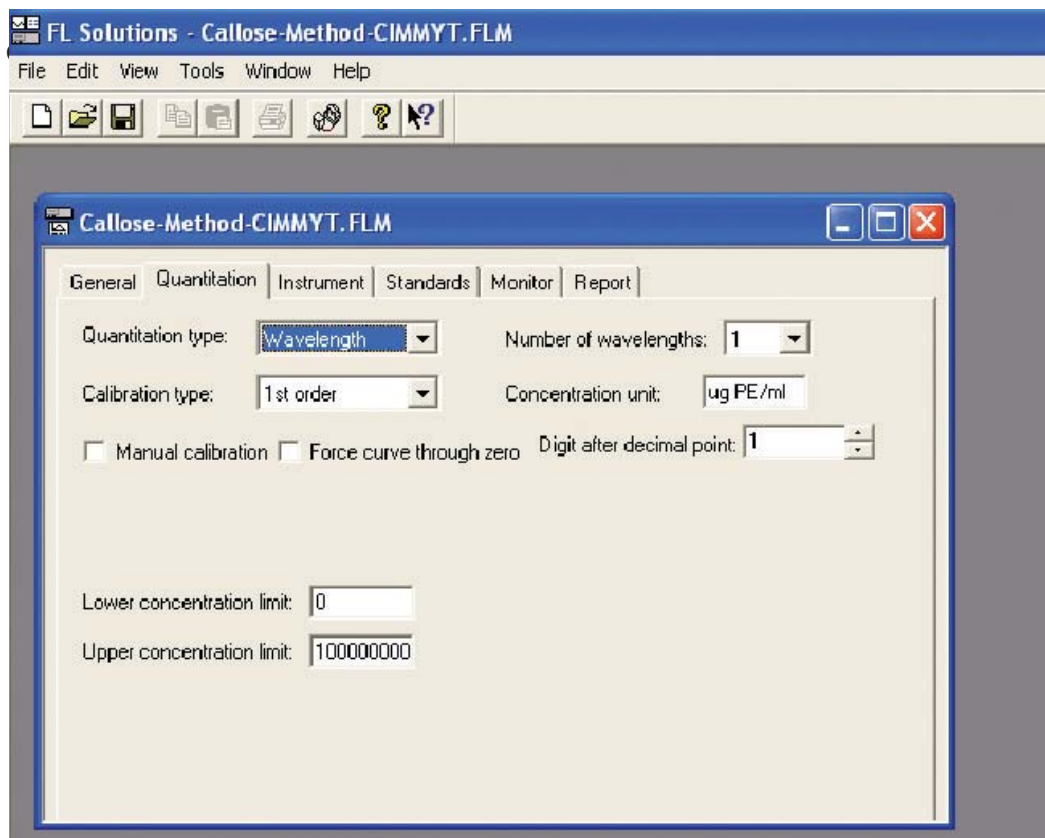 FL Solutions - Callose-Method-CIMMYT.FLM
File Edit View Tools Window Help
Callose-Method-CIMMYT.FLM
General Quantitation Instrument Standards Monitor Report
Quantitation type: Wavelength Number of wavelengths: 1
Calibration type: 1st order Concentration unit: ug PE/ml
Manual calibration Force curve through zero Digit after decimal point: 1
Lower concentration limit: 0
Upper concentration limit: 100000000